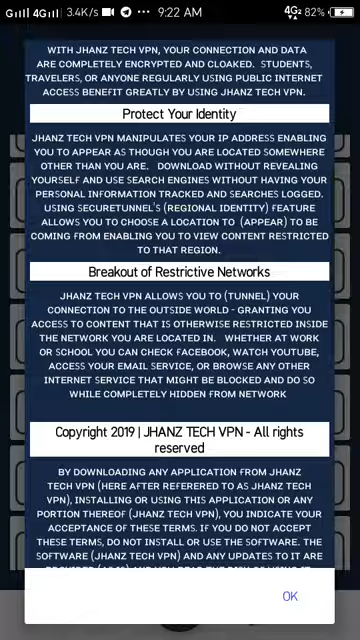 4G 3.4K/s 9:22 AM 4G 82%
WITH JHANZ TECH VPN, YOUR CONNECTION AND DATA
ARE COMPLETELY ENCRYPTED AND CLOAKED. STUDENTS,
TRAVELERS, OR ANYONE REGULARLY USING PUBLIC INTERNET
ACCESS BENEFIT GREATLY BY USING JHANZ TECH VPN.
Protect Your Identity
JHANZ TECH VPN MANIPULATES YOUR IP ADDRESS ENABLING
YOU TO APPEAR AS THOUGH YOU ARE LOCATED SOMEWHERE
OTHER THAN YOU ARE. DOWNLOAD WITHOUT REVEALING
YOURSELF AND USE SEARCH ENGINES WITHOUT HAVING YOUR
PERSONAL INFORMATION TRACKED AND SEARCHES LOGGED.
USING SECURETUNNEL'S (REGIONAL IDENTITY) FEATURE
ALLOWS YOU TO CHOOSE A LOCATION TO (APPEAR) TO BE
COMING FROM ENABLING YOU TO VIEW CONTENT RESTRICTED
TO THAT REGION.
Breakout of Restrictive Networks
JHANZ TECH VPN ALLOWS YOU TO (TUNNEL) YOUR
CONNECTION TO THE OUTSIDE WORLD - GRANTING YOU
ACCESS TO CONTENT THAT IS OTHERWISE RESTRICTED INSIDE
THE NETWORK YOU ARE LOCATED IN. WHETHER AT WORK
OR SCHOOL YOU CAN CHECK FACEBOOK, WATCH YOUTUBE,
ACCESS YOUR EMAIL SERVICE, OR BROWSE ANY OTHER
INTERNET SERVICE THAT MIGHT BE BLOCKED AND DO SO
WHILE COMPLETELY HIDDEN FROM NETWORK
Copyright 2019 | JHANZ TECH VPN - All rights
reserved
BY DOWNLOADING ANY APPLICATION FROM JHANZ
TECH VPN (HERE AFTER REFERERED TO AS JHANZ TECH
VPN), INSTALLING OR USING THIS APPLICATION OR ANY
PORTION THEREOF (JHANZ TECH VPN), YOU INDICATE YOUR
ACCEPTANCE OF THESE TERMS. IF YOU DO NOT ACCEPT
THESE TERMS, DO NOT INSTALL OR USE THE SOFTWARE. THE
SOFTWARE (JHANZ TECH VPN) AND ANY UPDATES TO IT ARE
OK